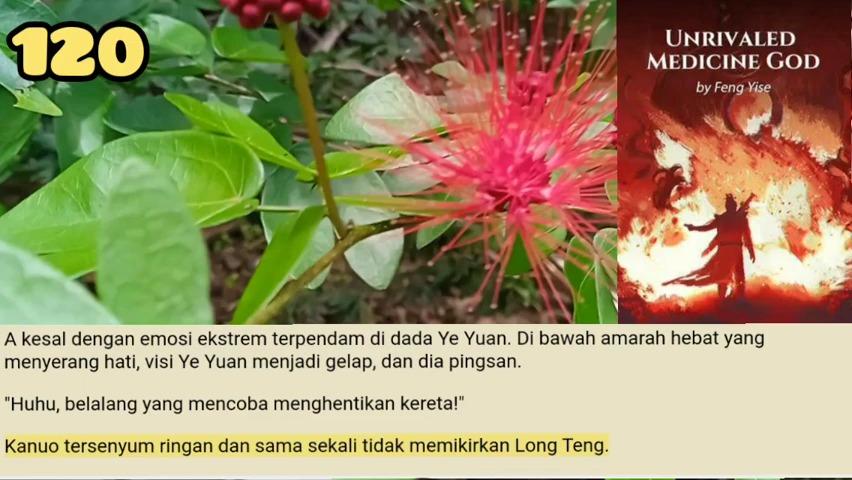 120
UNRIVALED
MEDICINE GOD
by Feng Yise
A kesal dengan emosi ekstrem terpendam di dada Ye Yuan. Di bawah amarah hebat yang
menyerang hati, visi Ye Yuan menjadi gelap, dan dia pingsan.
"Huhu, belalang yang mencoba menghentikan kereta!"
Kanuo tersenyum ringan dan sama sekali tidak memikirkan Long Teng.